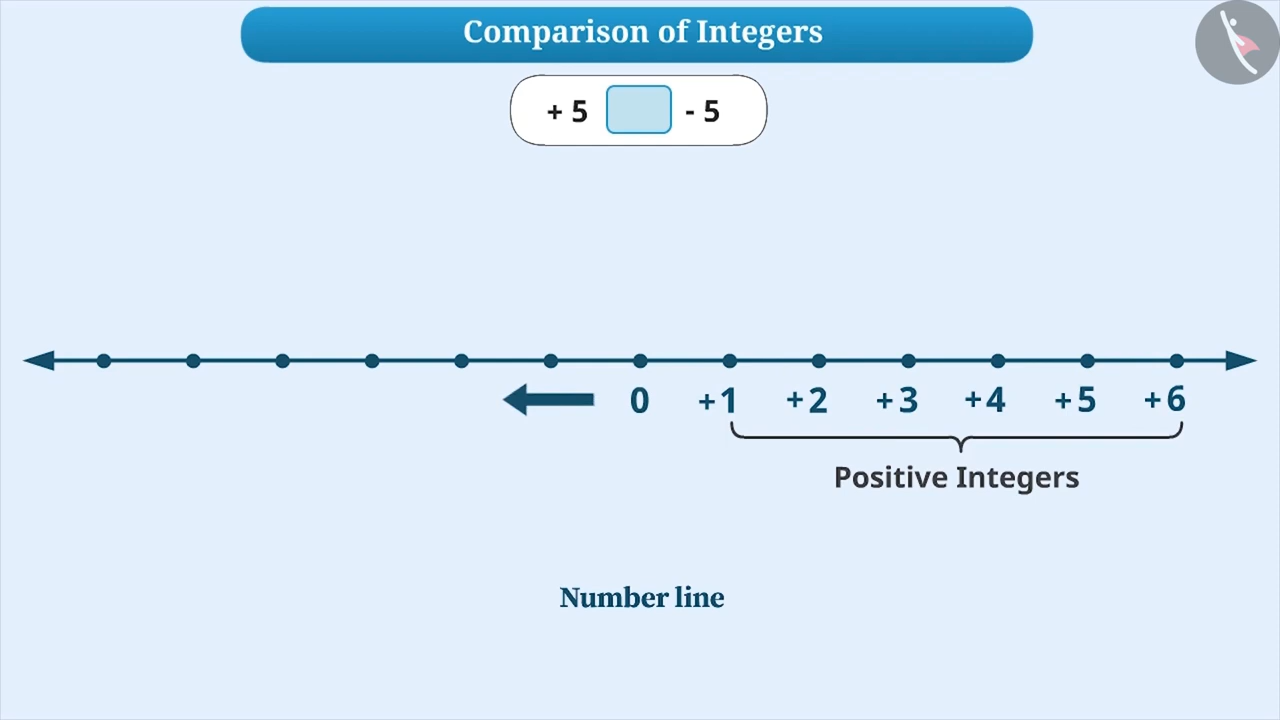 Comparison of Integers
+ 5 - 5
0 +1 +2 +3 +4 +5 +6
Positive Integers
Number line